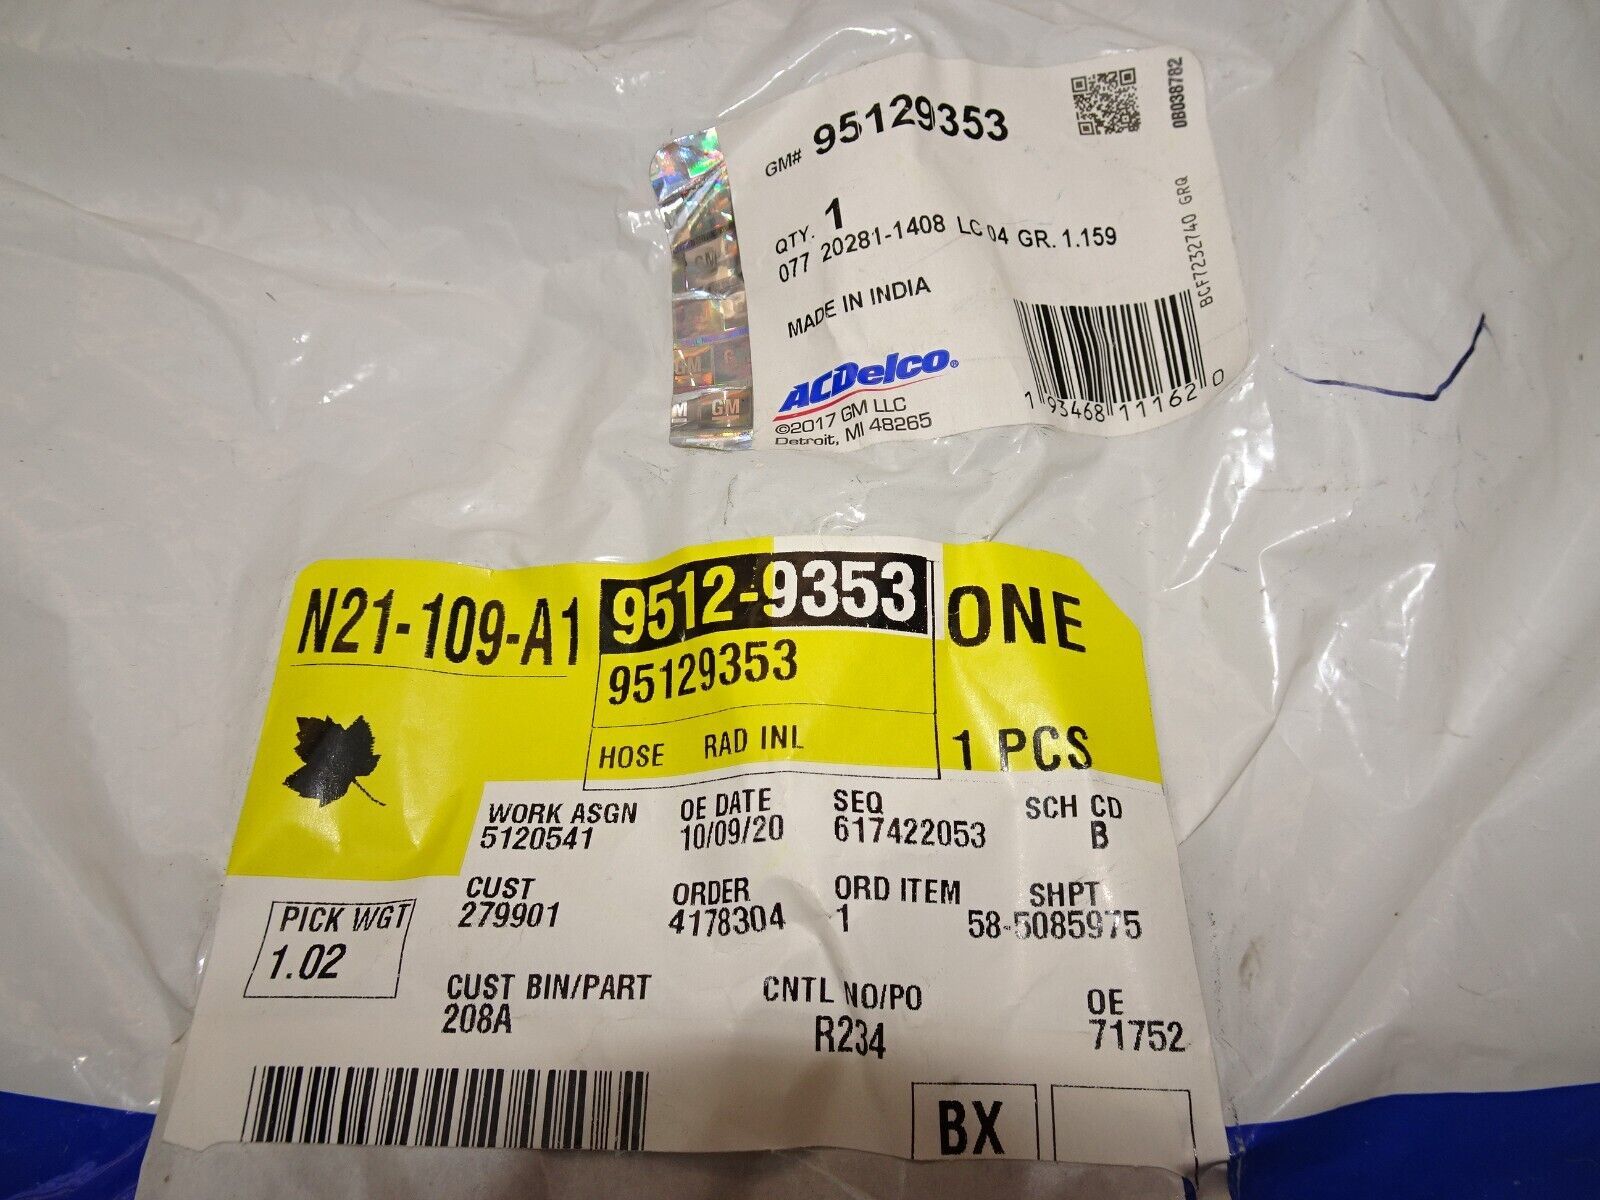 GM# 95129353
QTY. 1
077 20281-1408 LC 04 GR. 1.159
MADE IN INDIA
ACDelco®
©2017 GM LLC
Detroit, MI 48265
1 93468 11162 0
0B038782
BCF7232740 GRQ
GM
GM
GM
N21-109-A1
9512-9353
95129353
HOSE RAD INL
ONE
1 PCS
WORK ASGN
5120541
OE DATE
10/09/20
SEQ
617422053
SCH CD
B
PICK WGT
1.02
CUST
279901
ORDER
4178304
ORD ITEM
1
SHPT
58-5085975
CUST BIN/PART
208A
CNTL NO/PO
R234
OE
71752
BX